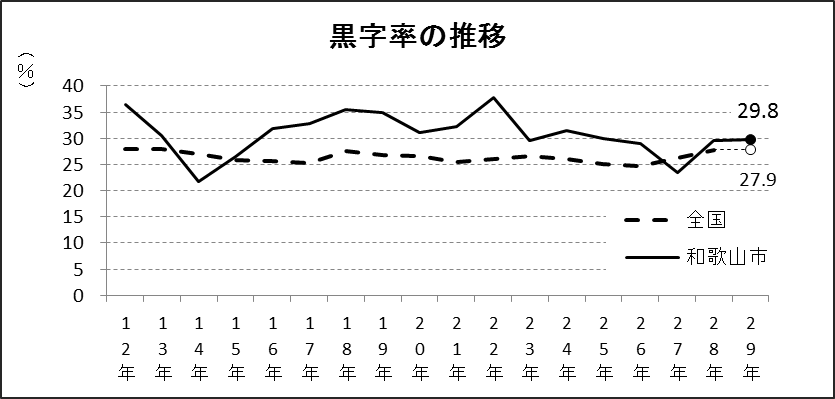 黒字率の推移
(%)
40
35
30
25
20
15
10
5
0
29.8
27.9
全国
和歌山市
12年
13年
14年
15年
16年
17年
18年
19年
20年
21年
22年
23年
24年
25年
26年
27年
28年
29年